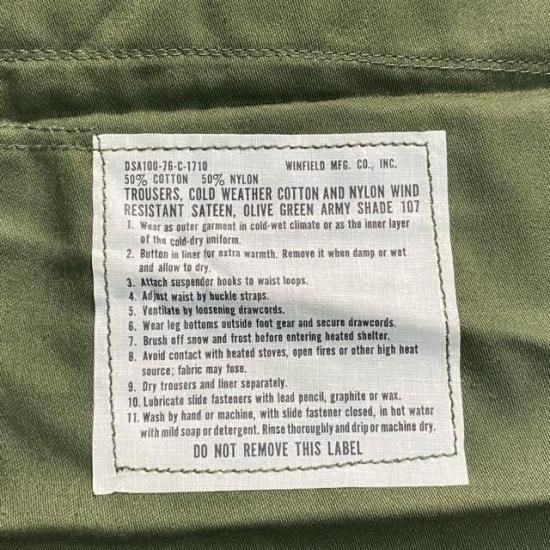 DSA100-76-C-1710 WINFIELD MFG. CO., INC.
50% COTTON 50% NYLON
TROUSERS, COLD WEATHER COTTON AND NYLON WIND
RESISTANT SATEEN, OLIVE GREEN ARMY SHADE 107
1. Wear as outer garment in cold-wet climate or as the inner layer
of the cold-dry uniform.
2. Button in liner for extra warmth. Remove it when damp or wet
and allow to dry.
3. Attach suspender hooks to waist loops.
4. Adjust waist by buckle straps.
5. Ventilate by loosening drawcords.
6. Wear leg bottoms outside foot gear and secure drawcords.
7. Brush off snow and frost before entering heated shelter.
8. Avoid contact with heated stoves, open fires or other high heat
source; fabric may fuse.
9. Dry trousers and liner separately.
10. Lubricate slide fasteners with lead pencil, graphite or wax.
11. Wash by hand or machine, with slide fastener closed, in hot water
with mild soap or detergent. Rinse thoroughly and drip or machine dry.
DO NOT REMOVE THIS LABEL